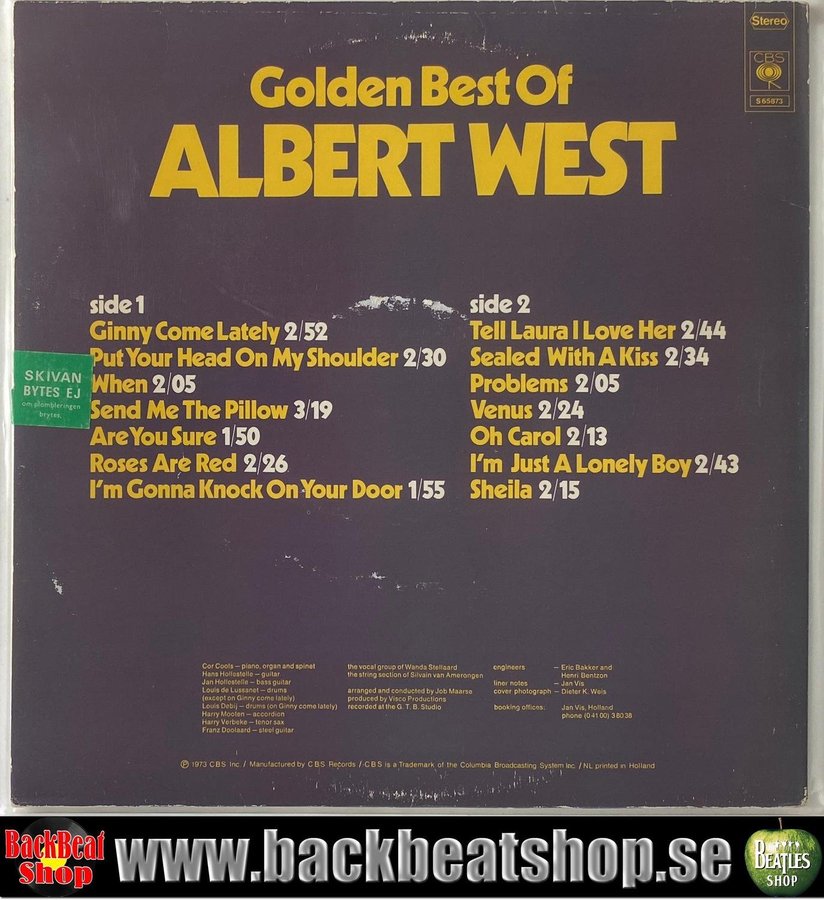 Stereo
CBS
S 65873
Golden Best Of
ALBERT WEST
side 1
Ginny Come Lately 2/52
Put Your Head On My Shoulder 2/30
When 2/05
Send Me The Pillow 3/19
Are You Sure 1/50
Roses Are Red 2/26
I'm Gonna Knock On Your Door 1/55
side 2
Tell Laura I Love Her 2/44
Sealed With A Kiss 2/34
Problems 2/05
Venus 2/24
Oh Carol 2/13
I'm Just A Lonely Boy 2/43
Sheila 2/15
SKIVAN
BYTES EJ
om plomberingen
brytes.
Cor Cools – piano, organ and spinet
Hans Hollestelle – guitar
Jan Hollestelle – bass guitar
Louis de Lussanet – drums
(except on Ginny come lately)
Louis Debij – drums (on Ginny come lately)
Harry Mooten – accordion
Harry Verbeke – tenor sax
Franz Doolaard – steel guitar
the vocal group of Wanda Stellaard
the string section of Silvain van Amerongen
arranged and conducted by Job Maarse
produced by Visco Productions
recorded at the G. T. B. Studio
engineers – Eric Bakker and
Henri Bentzon
liner notes – Jan Vis
cover photograph – Dieter K. Weis
booking offices: Jan Vis, Holland
phone (0 41 00) 3 80 38
℗ 1973 CBS Inc. / Manufactured by CBS Records / CBS is a Trademark of the Columbia Broadcasting System Inc. / NL printed in Holland
BackBeat
Shop
www.backbeatshop.se
BEATLES
SHOP